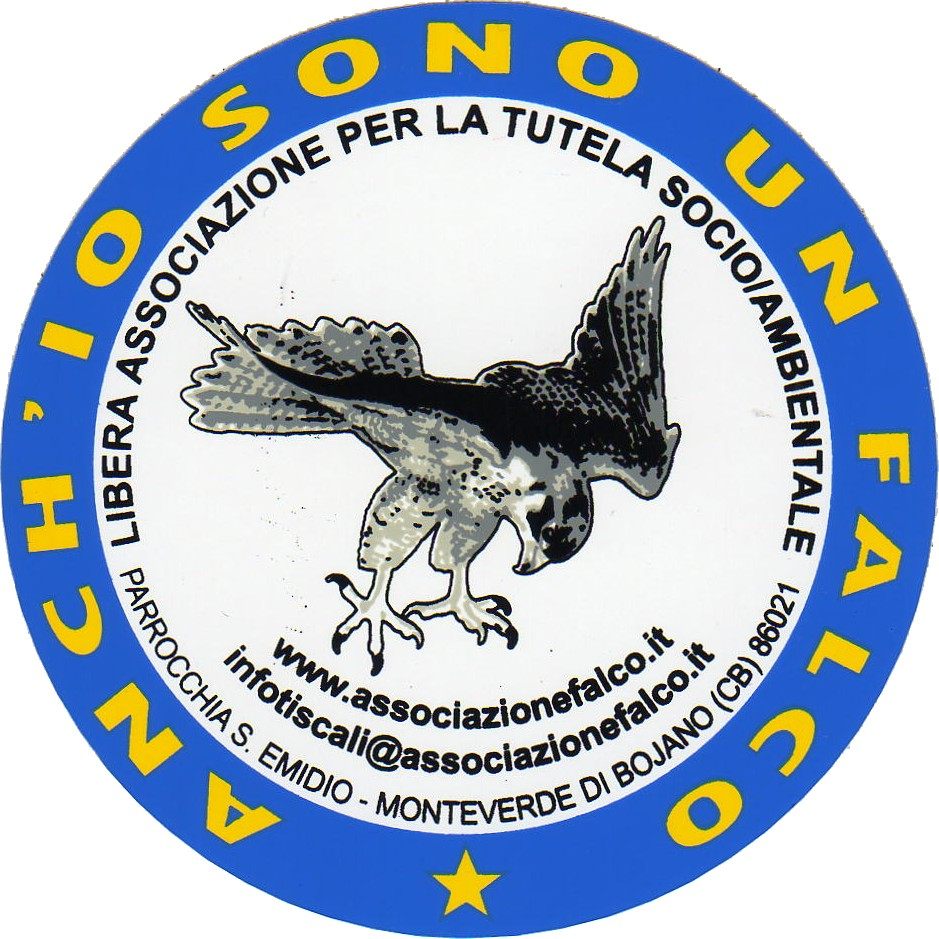 ANCH'IO SONO UN FALCO
LIBERA ASSOCIAZIONE PER LA TUTELA SOCIO/AMBIENTALE
www.associazionefalco.it
infotiscali@associazionefalco.it
PARROCCHIA S. EMIDIO - MONTEVERDE DI BOJANO (CB) 86021